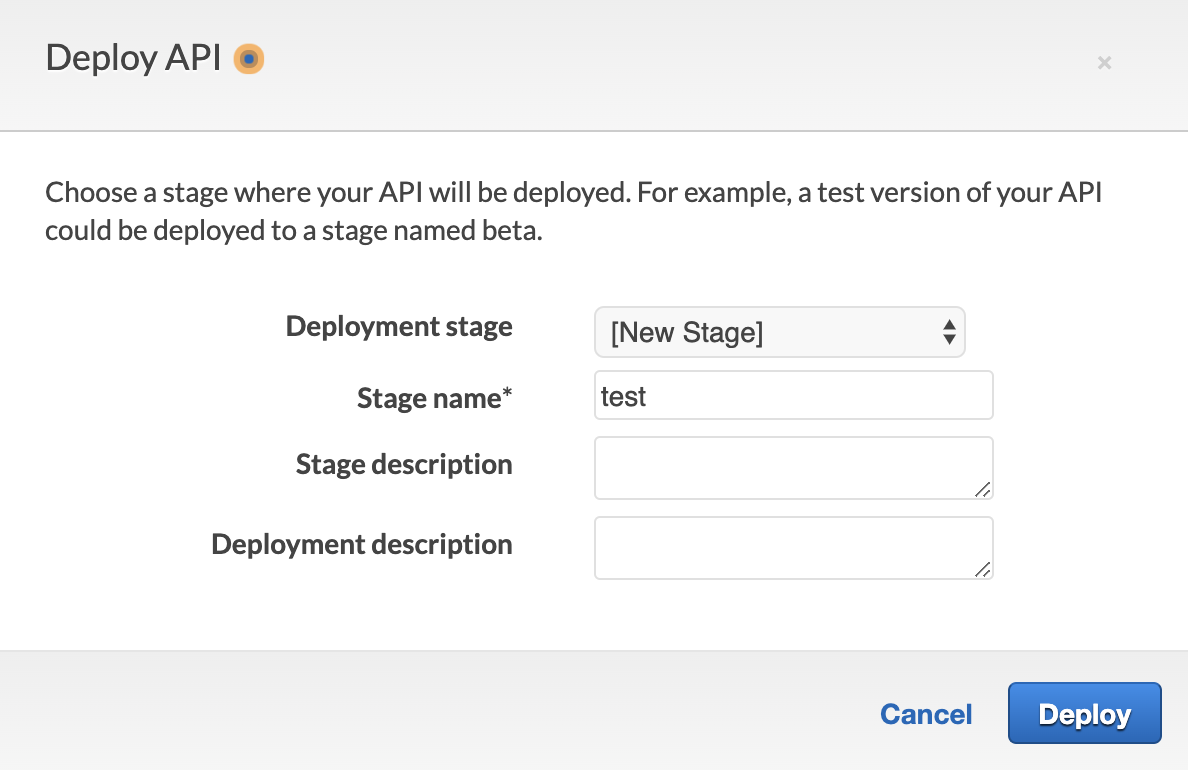 Deploy API
×
Choose a stage where your API will be deployed. For example, a test version of your API
could be deployed to a stage named beta.
Deployment stage [New Stage]
Stage name* test
Stage description
Deployment description
Cancel Deploy